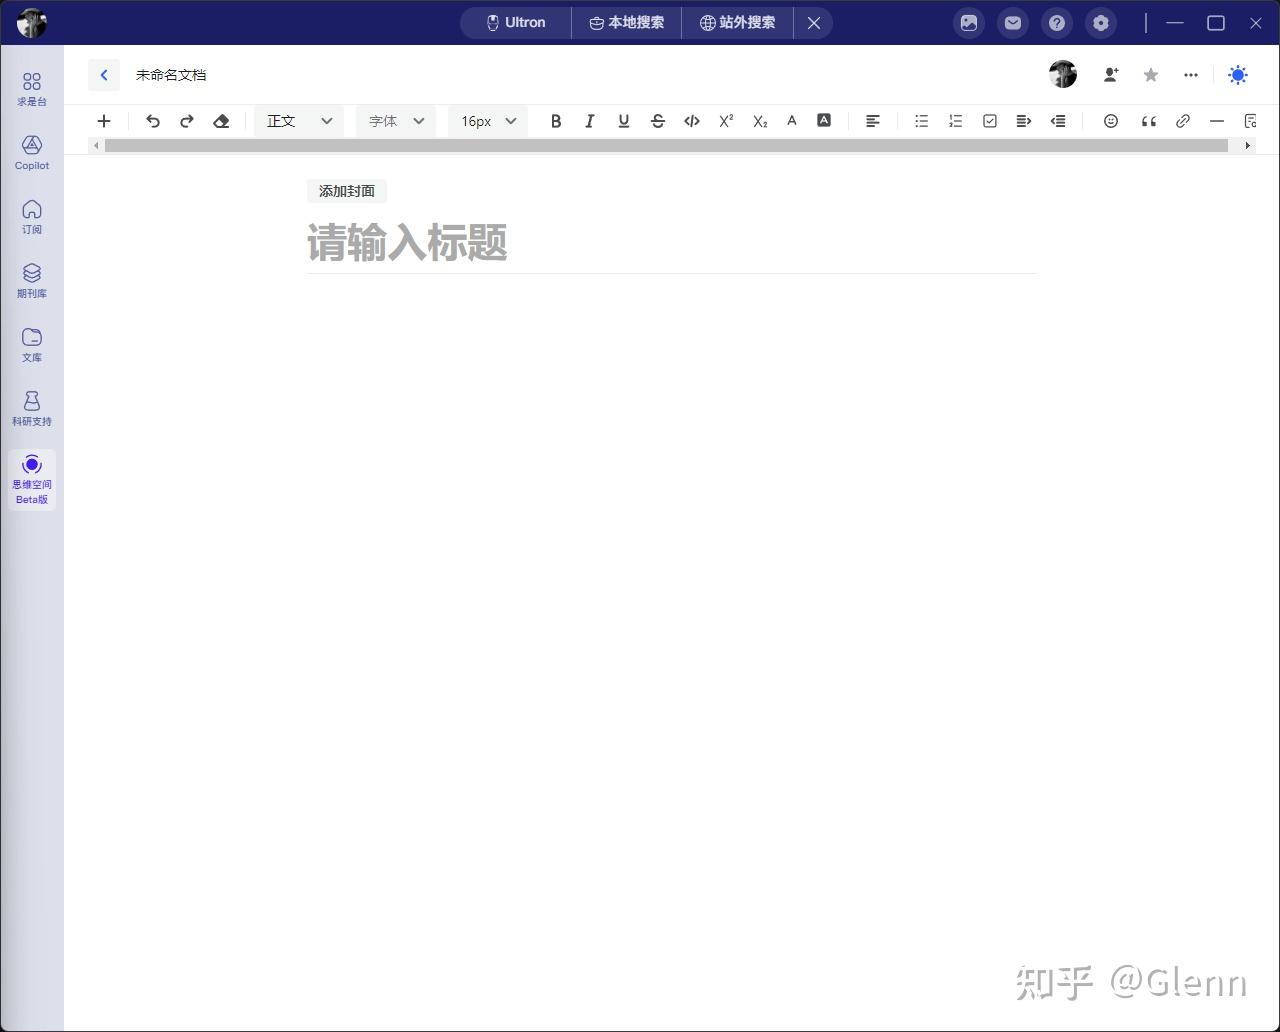 Ultron 本地搜索 站外搜索
求是台
Copilot
订阅
期刊库
文库
科研支持
思维空间
Beta版
未命名文档
正文 字体 16px B I U X² X₂ A A
添加封面
请输入标题
知乎 @Glenn